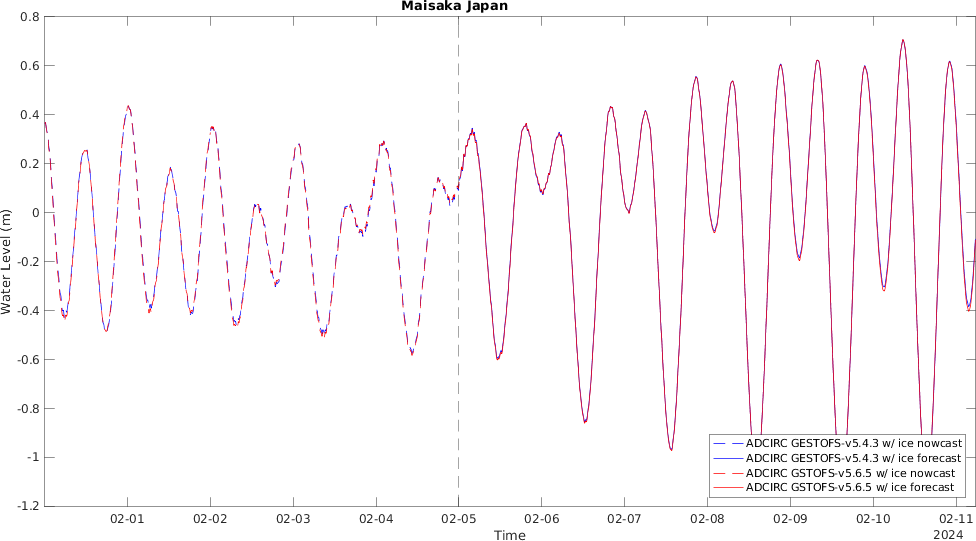 Maisaka Japan
0.8
0.6
0.4
0.2
0
-0.2
-0.4
-0.6
-0.8
-1
-1.2
Water Level (m)
ADCIRC GESTOFS-v5.4.3 w/ ice nowcast
ADCIRC GESTOFS-v5.4.3 w/ ice forecast
ADCIRC GSTOFS-v5.6.5 w/ ice nowcast
ADCIRC GSTOFS-v5.6.5 w/ ice forecast
02-01 02-02 02-03 02-04 02-05 02-06 02-07 02-08 02-09 02-10 02-11
Time
2024